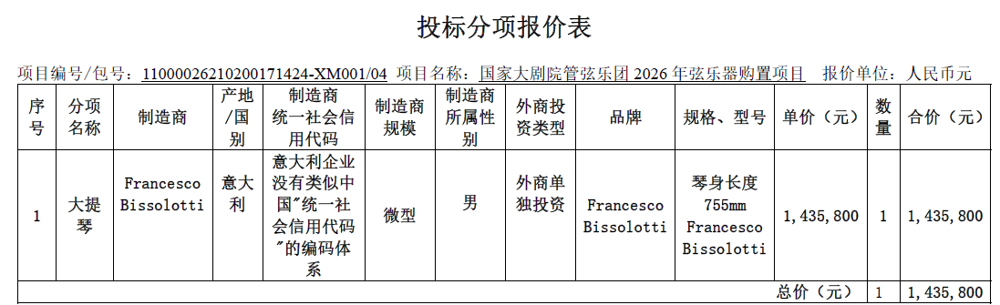 投标分项报价表
项目编号/包号：11000026210200171424-XM001/04 项目名称：国家大剧院管弦乐团 2026 年弦乐器购置项目 报价单位：人民币元
序号 分项名称 制造商 产地/国别 制造商统一社会信用代码 制造商规模 制造商所属性别 外商投资类型 品牌 规格、型号 单价（元） 数量 合价（元）
1 大提琴 Francesco Bissolotti 意大利 意大利企业没有类似中国"统一社会信用代码"的编码体系 微型 男 外商单独投资 Francesco Bissolotti 琴身长度 755mm Francesco Bissolotti 1,435,800 1 1,435,800
总价（元） 1 1,435,800